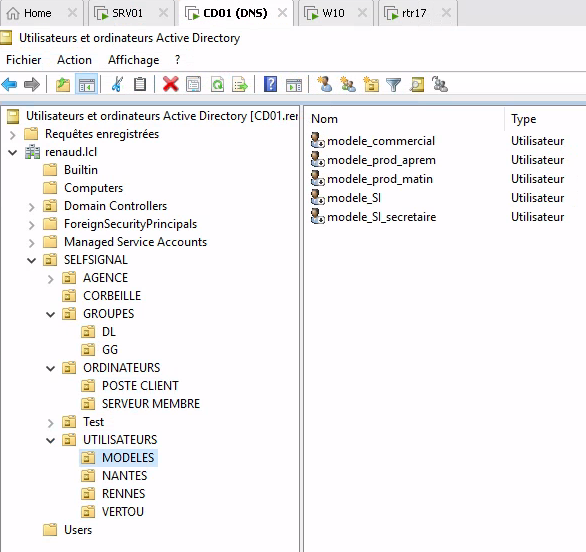 Home SRV01 CD01 (DNS) W10 rtr17
Utilisateurs et ordinateurs Active Directory
Fichier Action Affichage ?
Utilisateurs et ordinateurs Active Directory [CD01.rer
Requêtes enregistrées
renaud.lcl
Builtin
Computers
Domain Controllers
ForeignSecurityPrincipals
Managed Service Accounts
SELFSIGNAL
AGENCE
CORBEILLE
GROUPES
DL
GG
ORDINATEURS
POSTE CLIENT
SERVEUR MEMBRE
Test
UTILISATEURS
MODELES
NANTES
RENNES
VERTOU
Users
Nom Type
modele_commercial Utilisateur
modele_prod_aprem Utilisateur
modele_prod_matin Utilisateur
modele_SI Utilisateur
modele_SI_secretaire Utilisateur